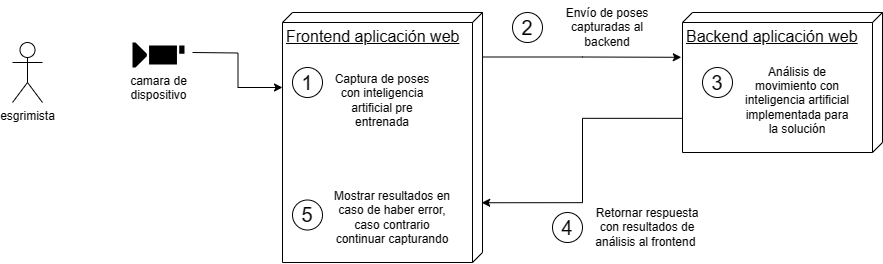 esgrimista
camara de
dispositivo
Frontend aplicación web
1
Captura de poses
con inteligencia
artificial pre
entrenada
2
Envío de poses
capturadas al
backend
Backend aplicación web
3
Análisis de
movimiento con
inteligencia artificial
implementada para
la solución
4
Retornar respuesta
con resultados de
análisis al frontend
5
Mostrar resultados en
caso de haber error,
caso contrario
continuar capturando